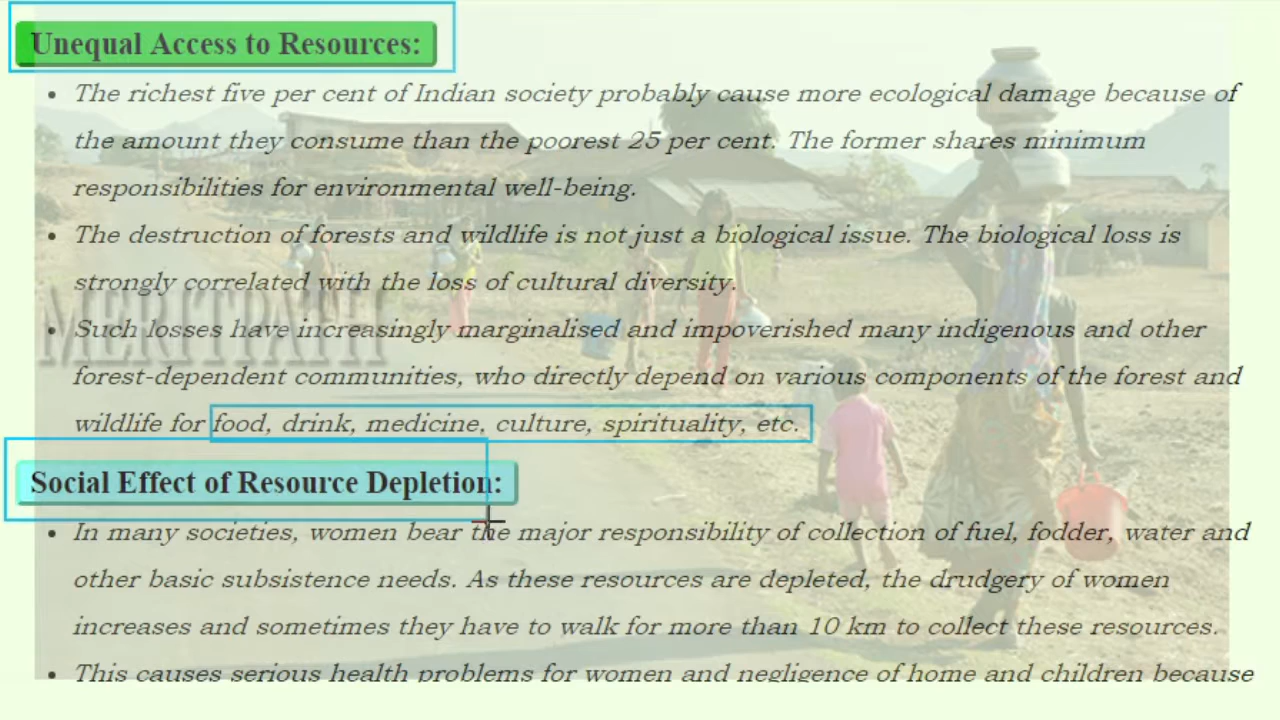 Unequal Access to Resources:
• The richest five per cent of Indian society probably cause more ecological damage because of
the amount they consume than the poorest 25 per cent. The former shares minimum
responsibilities for environmental well-being.
• The destruction of forests and wildlife is not just a biological issue. The biological loss is
strongly correlated with the loss of cultural diversity.
MERITPATH
• Such losses have increasingly marginalised and impoverished many indigenous and other
forest-dependent communities, who directly depend on various components of the forest and
wildlife for food, drink, medicine, culture, spirituality, etc.
Social Effect of Resource Depletion:
• In many societies, women bear the major responsibility of collection of fuel, fodder, water and
other basic subsistence needs. As these resources are depleted, the drudgery of women
increases and sometimes they have to walk for more than 10 km to collect these resources.
• This causes serious health problems for women and negligence of home and children because